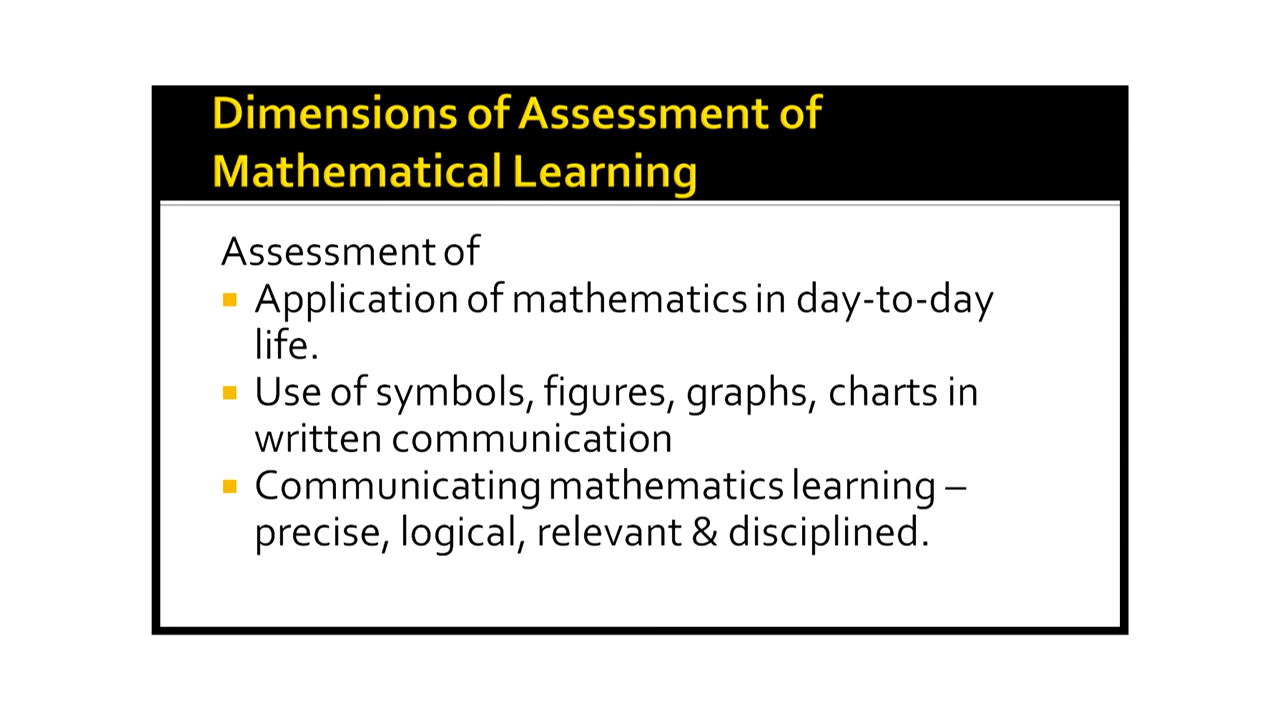 Dimensions of Assessment of
Mathematical Learning
Assessment of
▪ Application of mathematics in day-to-day
life.
▪ Use of symbols, figures, graphs, charts in
written communication
▪ Communicating mathematics learning –
precise, logical, relevant & disciplined.